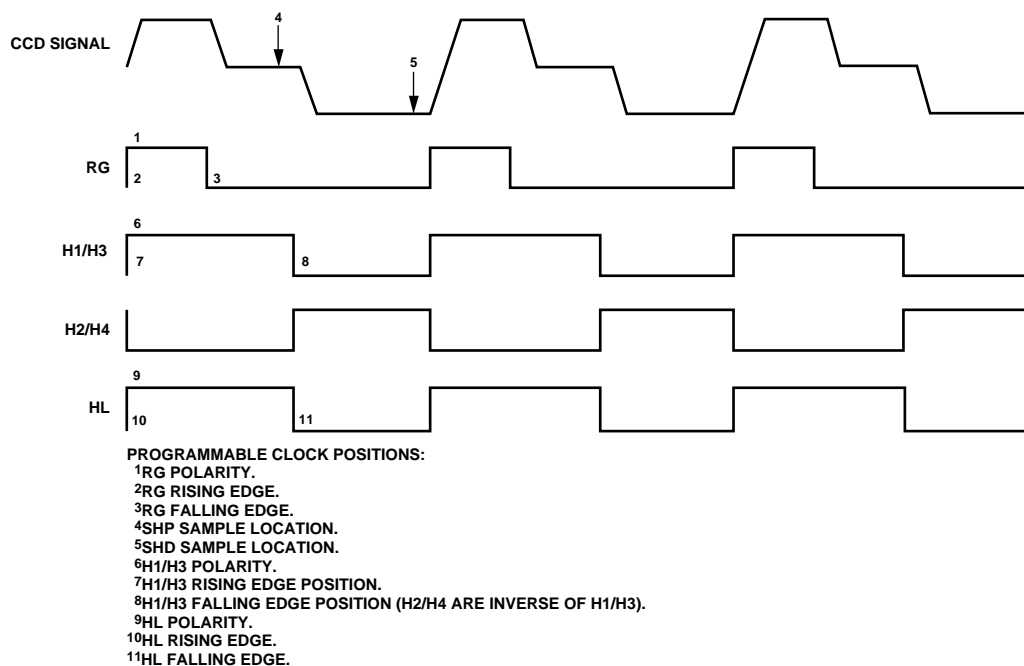 4
CCD SIGNAL
5
1
RG
2
3
6
H1/H3
7
8
H2/H4
9
HL
10
11
PROGRAMMABLE CLOCK POSITIONS:
1RG POLARITY.
2RG RISING EDGE.
3RG FALLING EDGE.
4SHP SAMPLE LOCATION.
5SHD SAMPLE LOCATION.
6H1/H3 POLARITY.
7H1/H3 RISING EDGE POSITION.
8H1/H3 FALLING EDGE POSITION (H2/H4 ARE INVERSE OF H1/H3).
9HL POLARITY.
10HL RISING EDGE.
11HL FALLING EDGE.